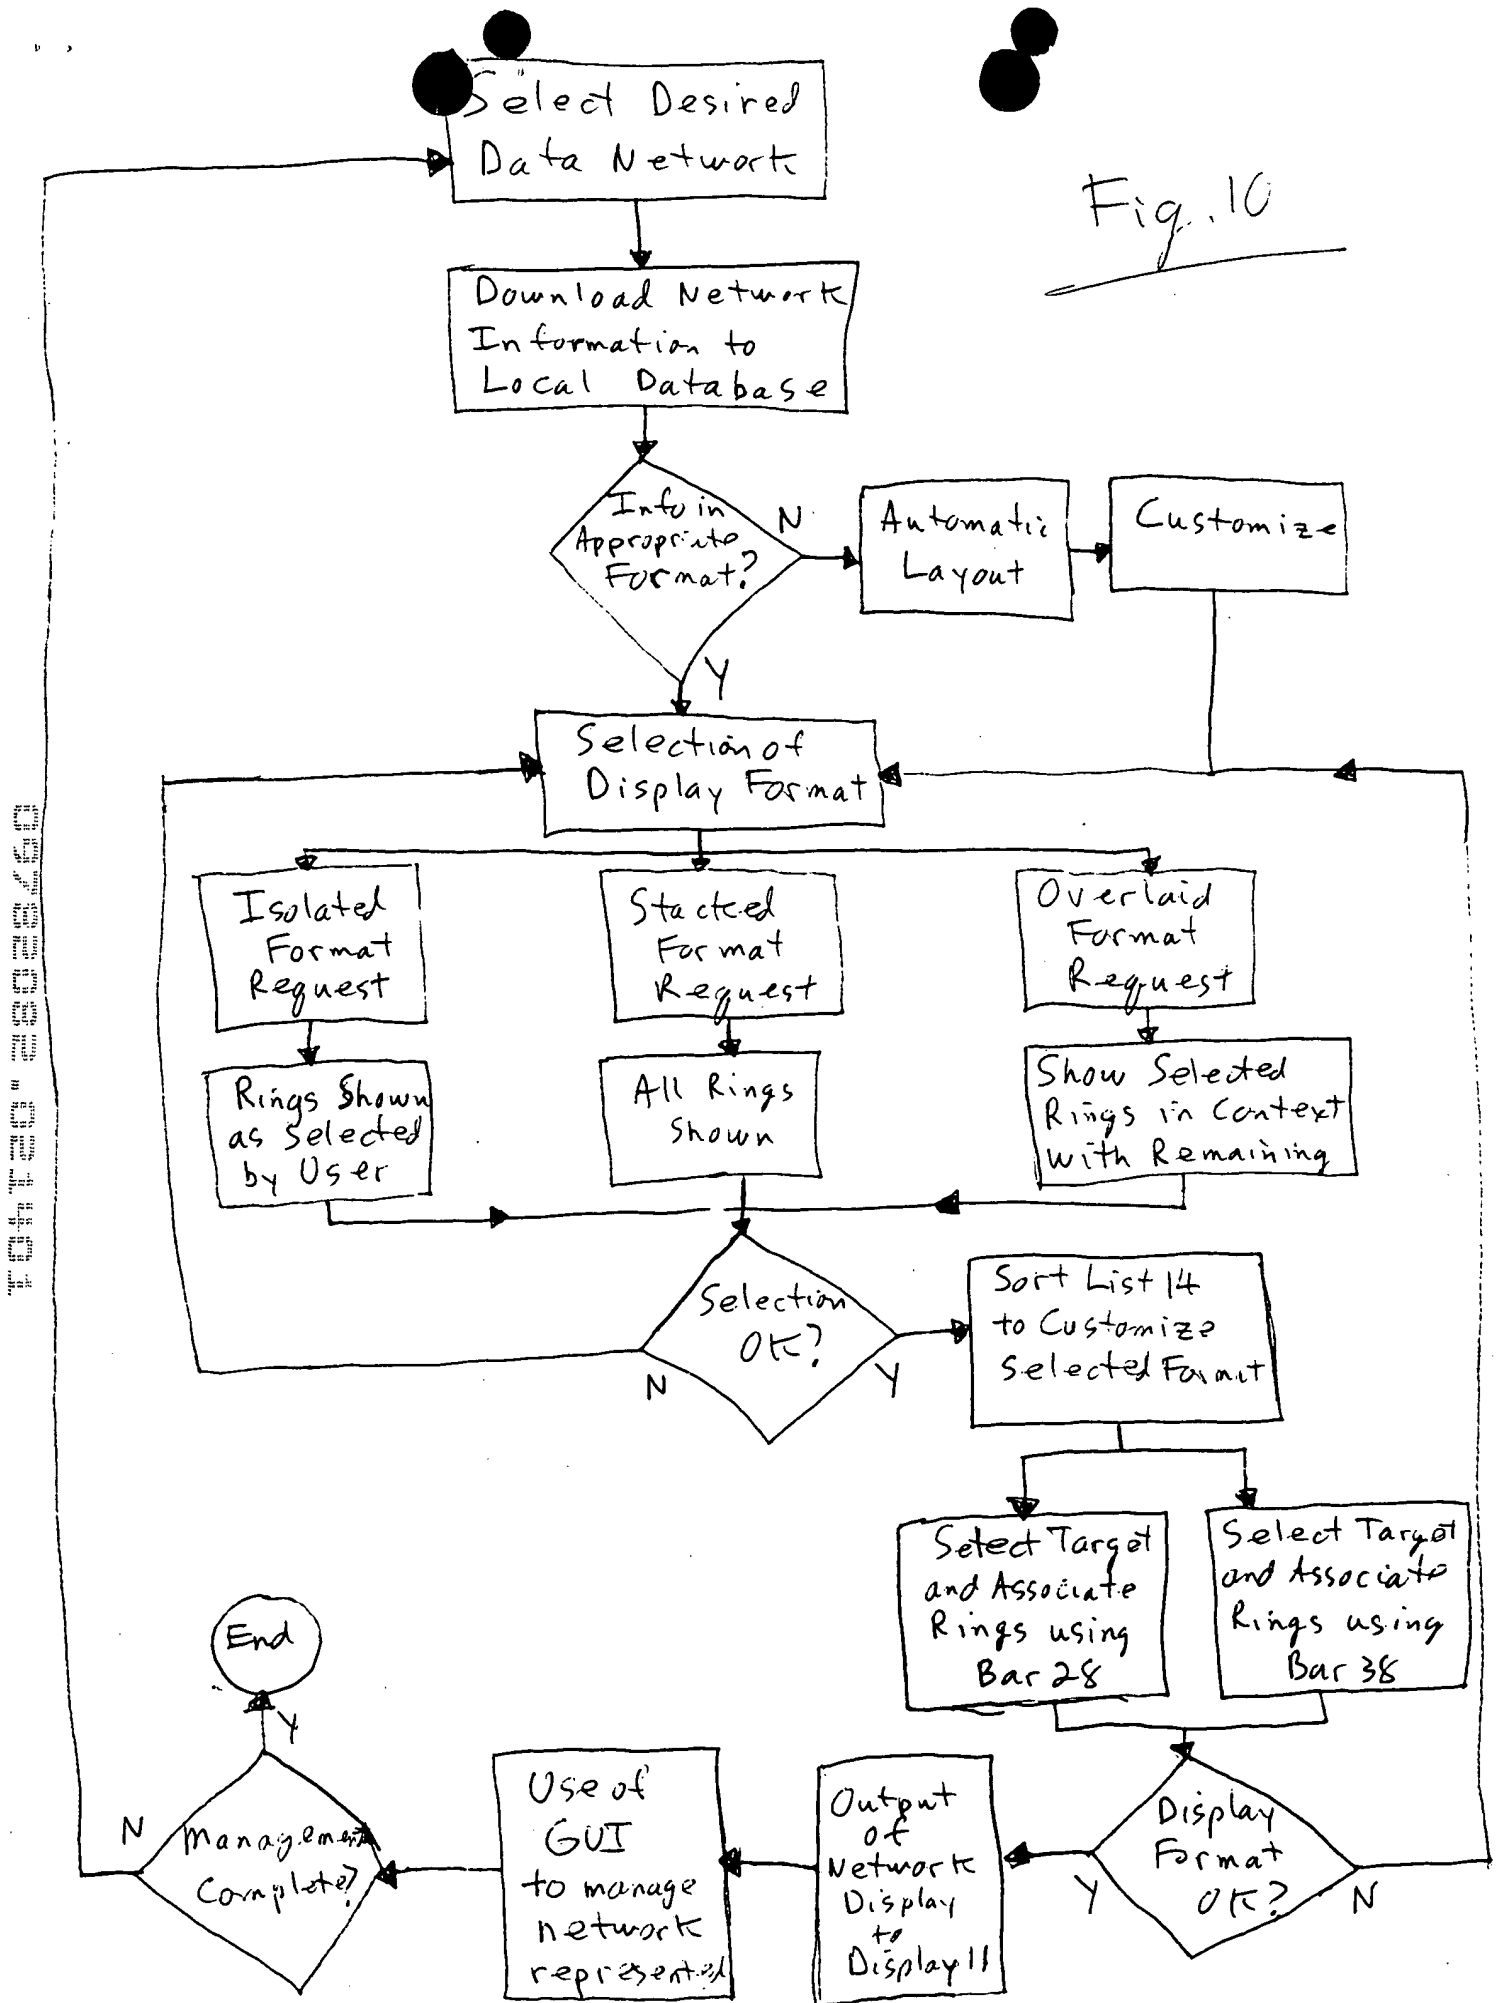 Select Desired
Data Network
Fig. 10
Download Network
Information to
Local Database
Info in
Appropriate
Format?
N
Y
Automatic
Layout
Customize
Selection of
Display Format
Isolated
Format
Request
Stacked
Format
Request
Overlaid
Format
Request
Rings Shown
as Selected
by User
All Rings
Shown
Show Selected
Rings in Context
with Remaining
Selection
OK?
N
Y
Sort List 14
to Customize
Selected Format
Select Target
and Associate
Rings using
Bar 28
Select Target
and Associate
Rings using
Bar 38
Display
Format
OK?
Y
N
Output
of
Network
Display
to
Display 11
Use of
GUI
to manage
network
represented
Management
Complete?
N
Y
End
09782082.021401